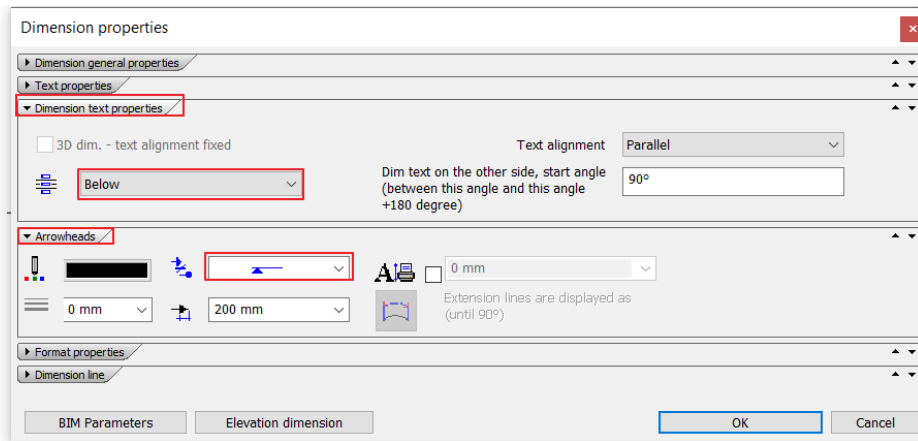 Dimension properties
Dimension general properties
Text properties
Dimension text properties
3D dim. - text alignment fixed
Text alignment
Parallel
Below
Dim text on the other side, start angle
(between this angle and this angle
+180 degree)
90°
Arrowheads
A
0 mm
0 mm
200 mm
Extension lines are displayed as
(until 90°)
Format properties
Dimension line
BIM Parameters
Elevation dimension
OK
Cancel